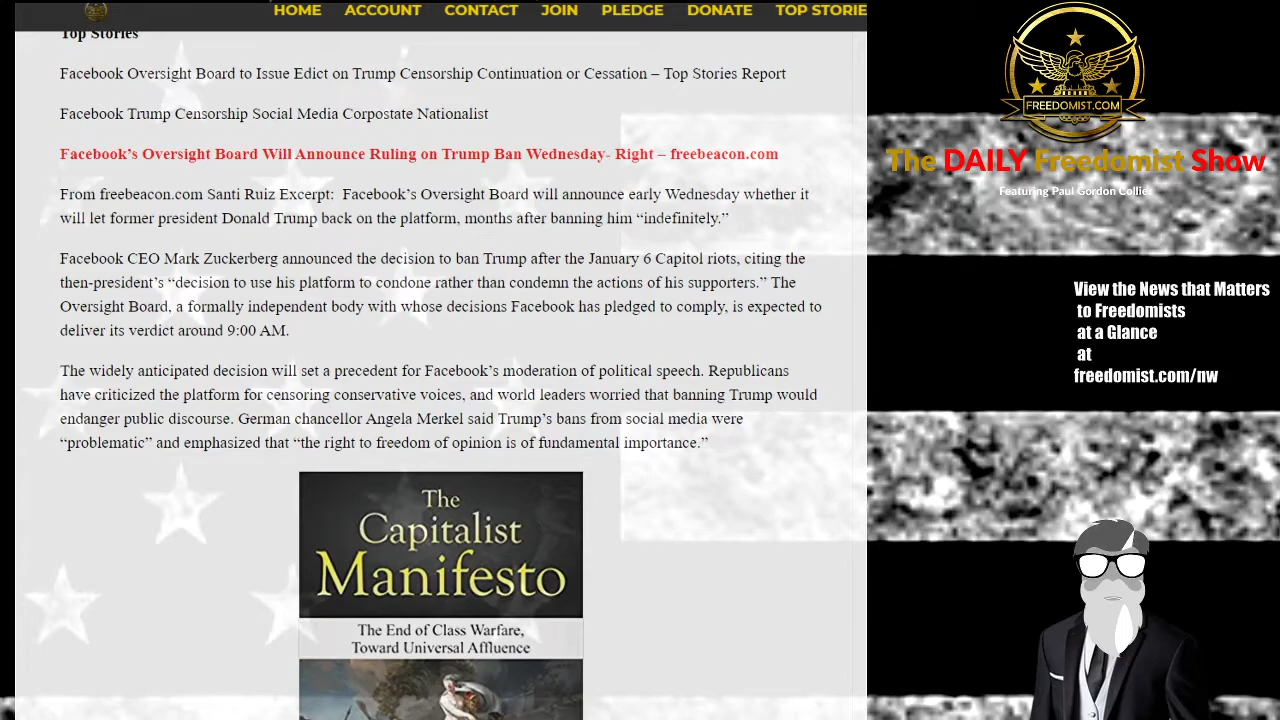 HOME ACCOUNT CONTACT JOIN PLEDGE DONATE TOP STORIE
Top Stories
Facebook Oversight Board to Issue Edict on Trump Censorship Continuation or Cessation – Top Stories Report
Facebook Trump Censorship Social Media Corporate Nationalist
Facebook’s Oversight Board Will Announce Ruling on Trump Ban Wednesday- Right – freebeacon.com
From freebeacon.com Santi Ruiz Excerpt:  Facebook’s Oversight Board will announce early Wednesday whether it
will let former president Donald Trump back on the platform, months after banning him “indefinitely.”
Facebook CEO Mark Zuckerberg announced the decision to ban Trump after the January 6 Capitol riots, citing the
then-president’s “decision to use his platform to condone rather than condemn the actions of his supporters.” The
Oversight Board, a formally independent body with whose decisions Facebook has pledged to comply, is expected to
deliver its verdict around 9:00 AM.
The widely anticipated decision will set a precedent for Facebook’s moderation of political speech. Republicans
have criticized the platform for censoring conservative voices, and world leaders worried that banning Trump would
endanger public discourse. German chancellor Angela Merkel said Trump’s bans from social media were
“problematic” and emphasized that “the right to freedom of opinion is of fundamental importance.”
The
Capitalist
Manifesto
The End of Class Warfare,
Toward Universal Affluence
FREEDOMIST.COM
The DAILY Freedomist Show
Featuring Paul Gordon Collier
View the News that Matters
to Freedomists
at a Glance
at
freedomist.com/nw